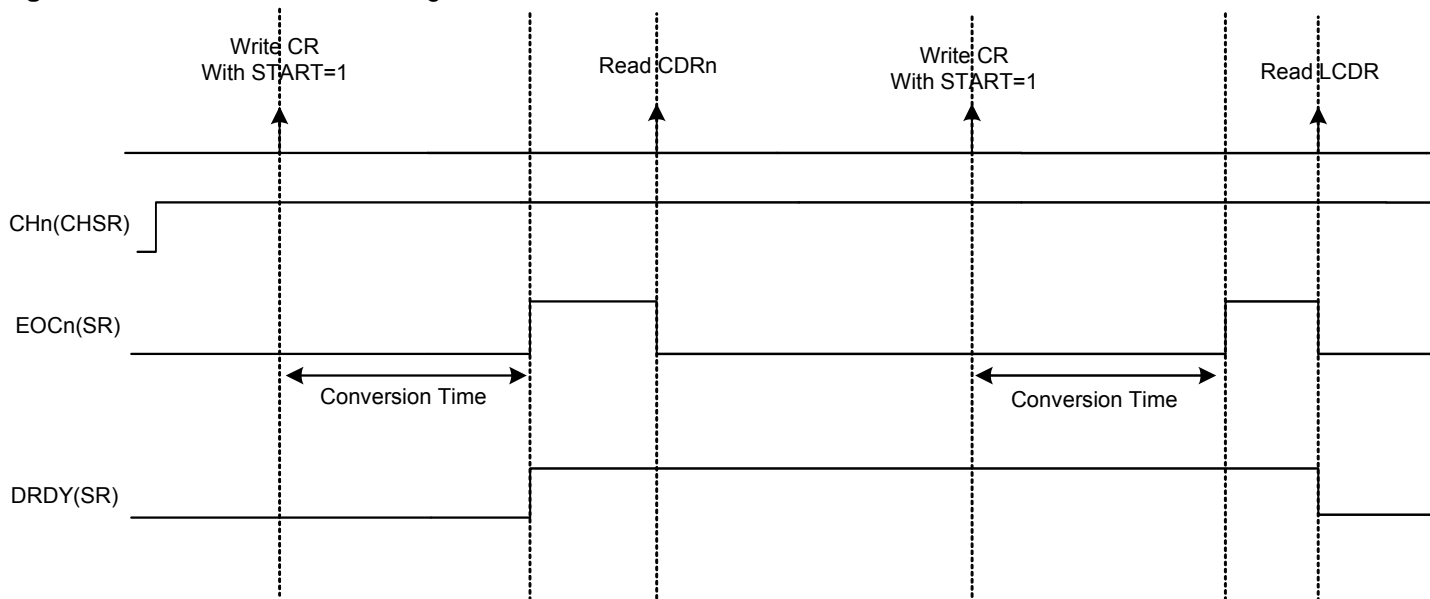 Write CR
With START=1
Read CDRn
Write CR
With START=1
Read LCDR
CHn(CHSR)
EOCn(SR)
Conversion Time
Conversion Time
DRDY(SR)